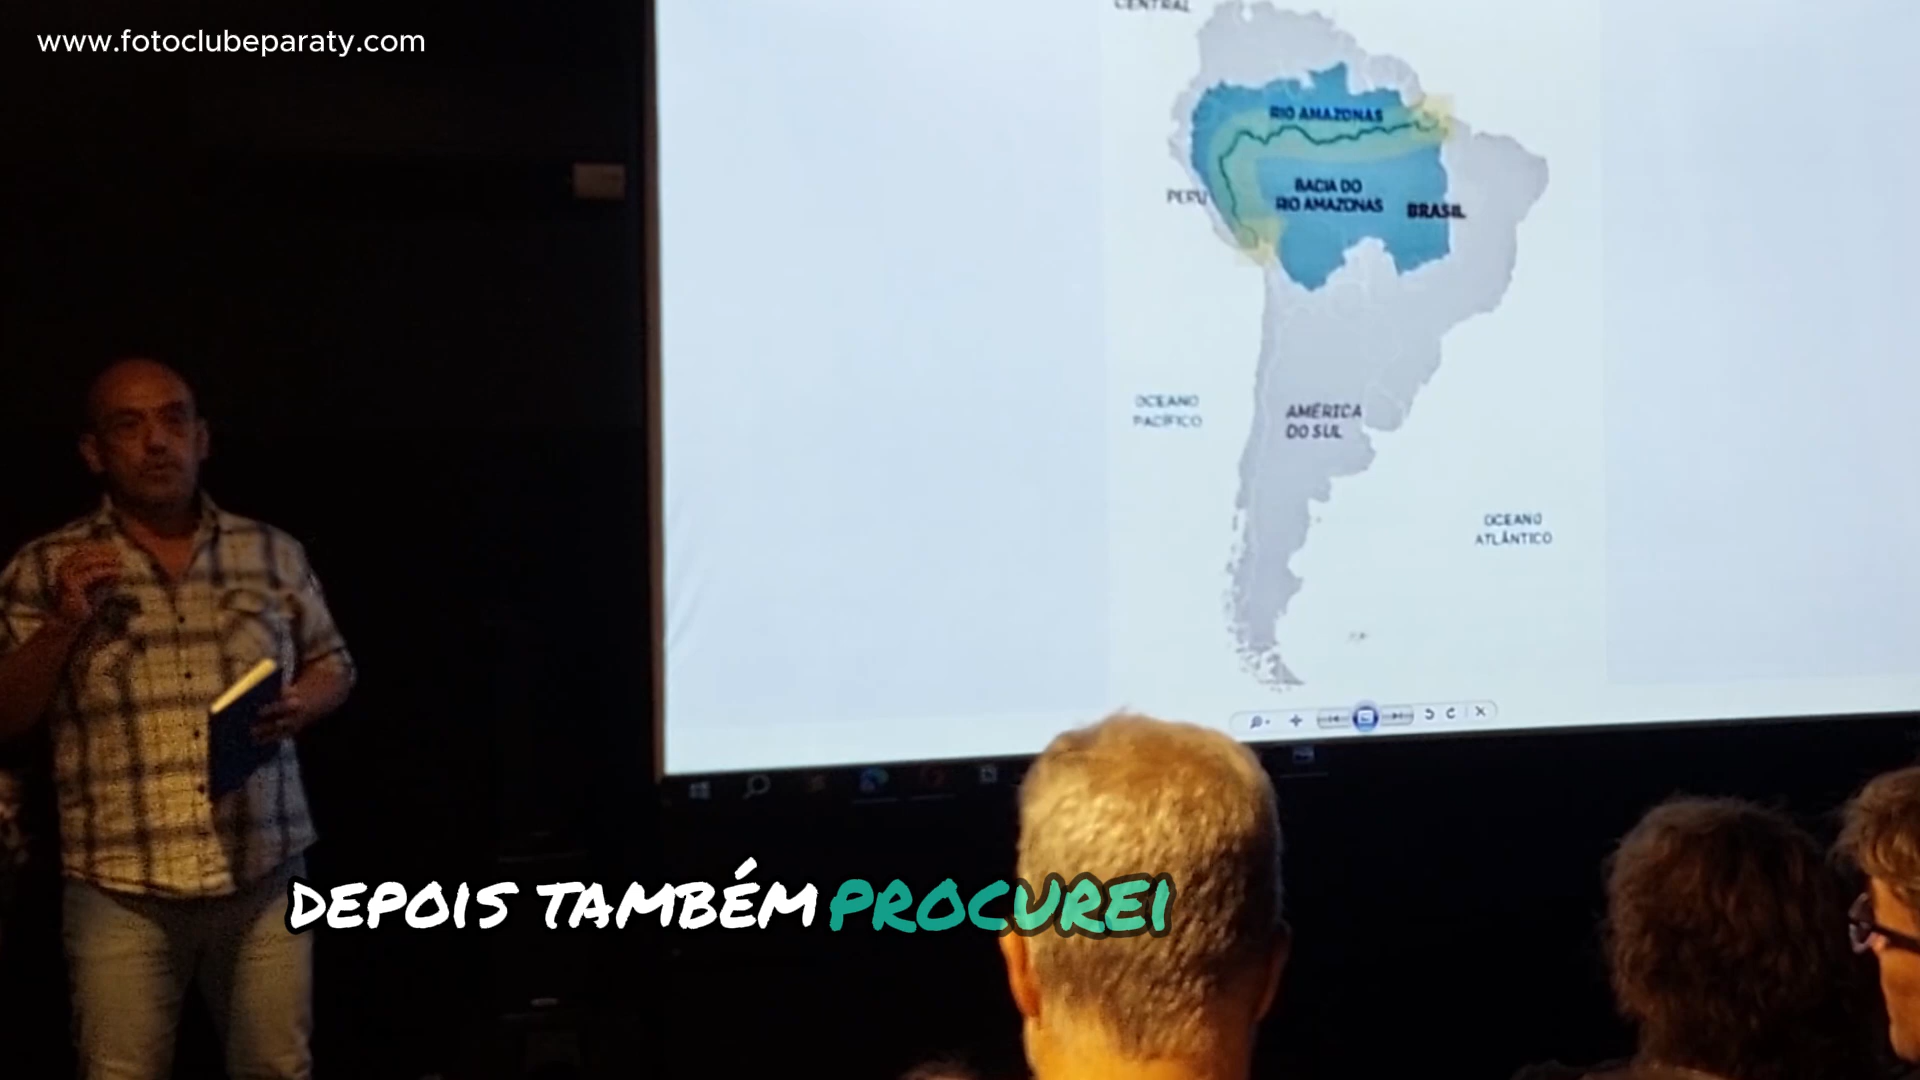 www.fotoclubeparaty.com
CENTRAL
RIO AMAZONAS
PERU
BACIA DO
RIO AMAZONAS
BRASIL
OCEANO
PACÍFICO
AMÉRICA
DO SUL
OCEANO
ATLÂNTICO
DEPOIS TAMBÉM PROCUREI